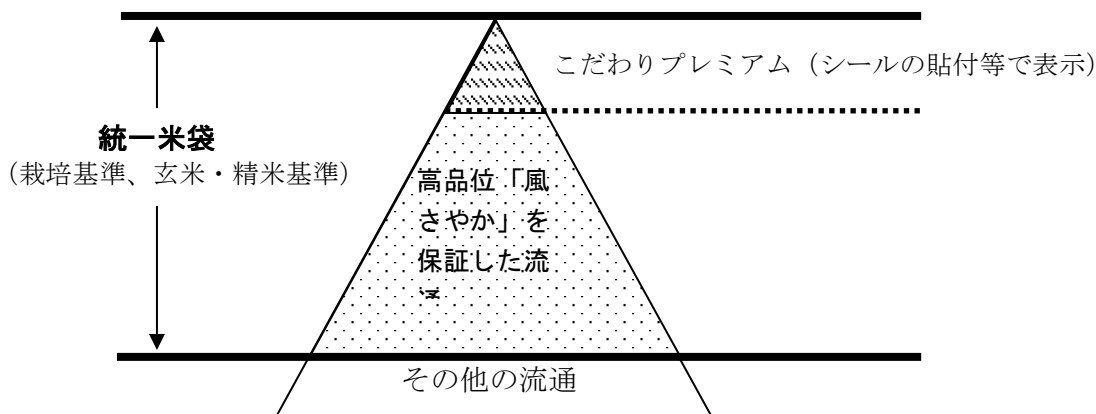 こだわりプレミアム（シールの貼付等で表示）
統一米袋
（栽培基準、玄米・精米基準）
高品位「風
さやか」を
保証した流
その他の流通